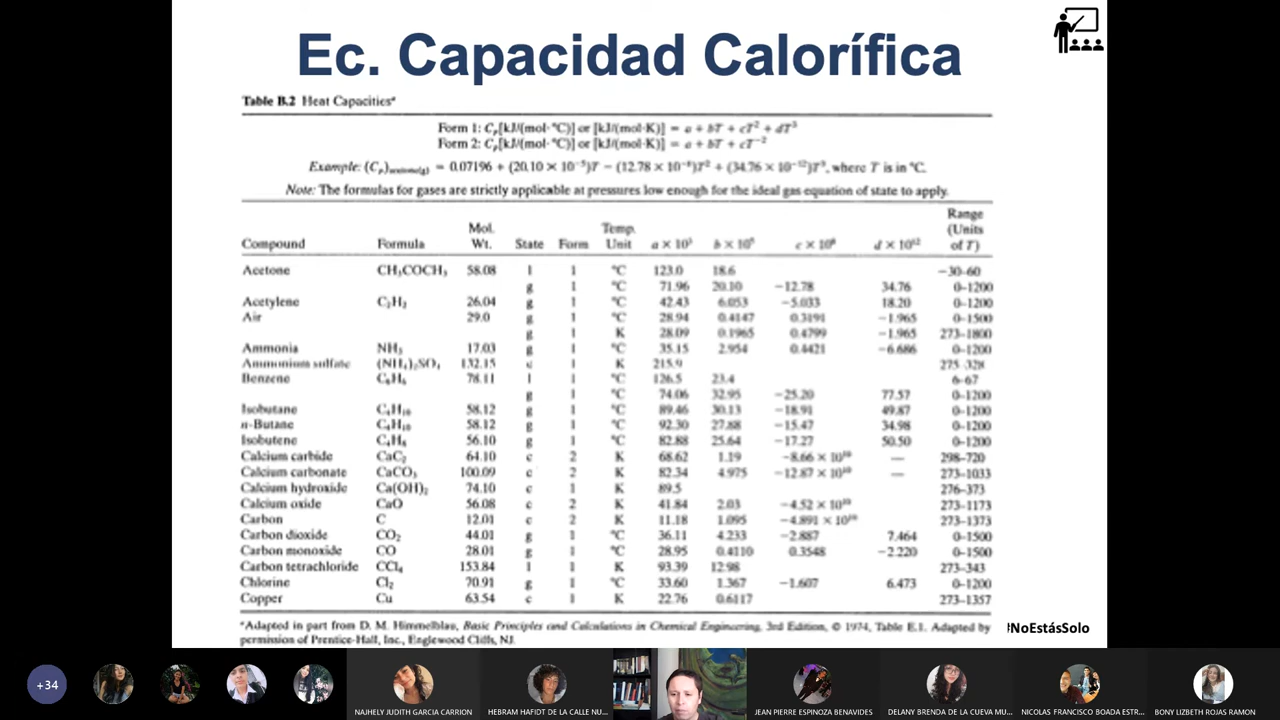 Ec. Capacidad Calorífica
Table B.2 Heat Capacitiesᵃ
Form 1: Cₚ[kJ/(mol·°C)] or [kJ/(mol·K)] = a + bT + cT² + dT³
Form 2: Cₚ[kJ/(mol·°C)] or [kJ/(mol·K)] = a + bT + cT⁻²
Example: (Cₚ)acetone(g) = 0.07196 + (20.10 × 10⁻⁵)T − (12.78 × 10⁻⁸)T² + (34.76 × 10⁻¹²)T³, where T is in °C.
Note: The formulas for gases are strictly applicable at pressures low enough for the ideal gas equation of state to apply.
Compound Formula Mol. Wt. State Form Temp. Unit a × 10³ b × 10⁵ c × 10⁸ d × 10¹² Range (Units of T)
Acetone CH₃COCH₃ 58.08 l 1 °C 123.0 18.6 −30–60
g 1 °C 71.96 20.10 −12.78 34.76 0–1200
Acetylene C₂H₂ 26.04 g 1 °C 42.43 6.053 −5.033 18.20 0–1200
Air 29.0 g 1 °C 28.94 0.4147 0.3191 −1.965 0–1500
g 1 K 28.09 0.1965 0.4799 −1.965 273–1800
Ammonia NH₃ 17.03 g 1 °C 35.15 2.954 0.4421 −6.686 0–1200
Ammonium sulfate (NH₄)₂SO₄ 132.15 c 1 K 215.9 275–328
Benzene C₆H₆ 78.11 l 1 °C 126.5 23.4 6–67
g 1 °C 74.06 32.95 −25.20 77.57 0–1200
Isobutane C₄H₁₀ 58.12 g 1 °C 89.46 30.13 −18.91 49.87 0–1200
n-Butane C₄H₁₀ 58.12 g 1 °C 92.30 27.88 −15.47 34.98 0–1200
Isobutene C₄H₈ 56.10 g 1 °C 82.88 25.64 −17.27 50.50 0–1200
Calcium carbide CaC₂ 64.10 c 2 K 68.62 1.19 −8.66 × 10¹⁰ — 298–720
Calcium carbonate CaCO₃ 100.09 c 2 K 82.34 4.975 −12.87 × 10¹⁰ — 273–1033
Calcium hydroxide Ca(OH)₂ 74.10 c 1 K 89.5 276–373
Calcium oxide CaO 56.08 c 2 K 41.84 2.03 −4.52 × 10¹⁰ 273–1173
Carbon C 12.01 c 2 K 11.18 1.095 −4.891 × 10¹⁰ 273–1373
Carbon dioxide CO₂ 44.01 g 1 °C 36.11 4.233 −2.887 7.464 0–1500
Carbon monoxide CO 28.01 g 1 °C 28.95 0.4110 0.3548 −2.220 0–1500
Carbon tetrachloride CCl₄ 153.84 l 1 K 93.39 12.98 273–343
Chlorine Cl₂ 70.91 g 1 °C 33.60 1.367 −1.607 6.473 0–1200
Copper Cu 63.54 c 1 K 22.76 0.6117 273–1357
ᵃAdapted in part from D. M. Himmelblau, Basic Principles and Calculations in Chemical Engineering, 3rd Edition, © 1974, Table E.1. Adapted by
permission of Prentice-Hall, Inc., Englewood Cliffs, NJ.
#NoEstásSolo
+34
NAJHELY JUDITH GARCIA CARRION
HEBRAM HAFIDT DE LA CALLE NU...
JEAN PIERRE ESPINOZA BENAVIDES
DELANY BRENDA DE LA CUEVA MU...
NICOLAS FRANCISCO BOADA ESTR...
BONY LIZBETH ROJAS RAMON